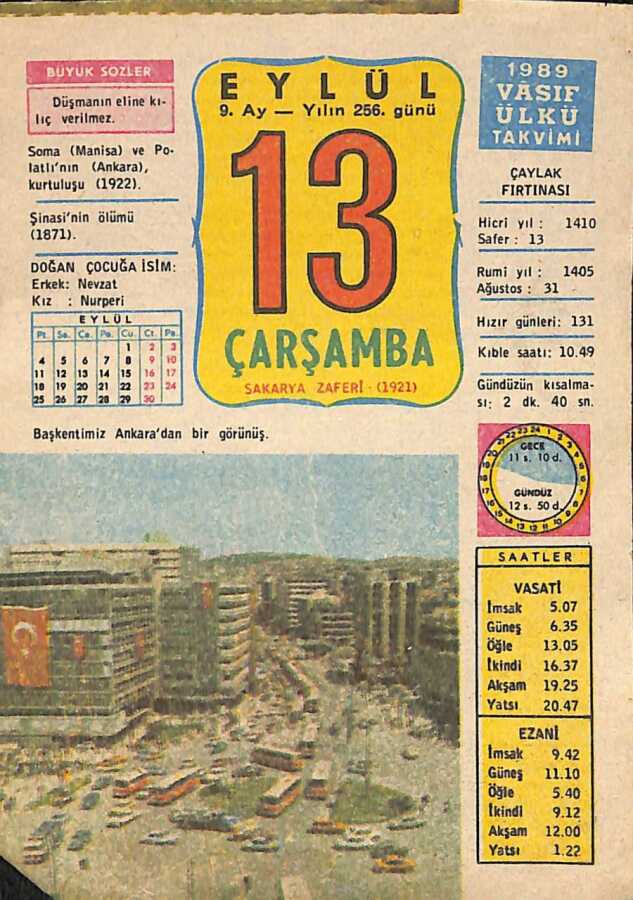 BÜYÜK SÖZLER
Düşmanın eline kı-
lıç verilmez.
Soma (Manisa) ve Po-
latlı'nın (Ankara),
kurtuluşu (1922).
Şinasi'nin ölümü
(1871).
DOĞAN ÇOCUĞA İSİM:
Erkek: Nevzat
Kız : Nurperi
EYLÜL
Pt. Sa. Ça. Pe. Cu. Ct. Pa.
1 2 3
4 5 6 7 8 9 10
11 12 13 14 15 16 17
18 19 20 21 22 23 24
25 26 27 28 29 30
EYLÜL
9. Ay — Yılın 256. günü
13
ÇARŞAMBA
SAKARYA ZAFERİ - (1921)
1989
VASIF
ÜLKÜ
TAKVİMİ
ÇAYLAK
FIRTINASI
Hicri yıl : 1410
Safer : 13
Rumi yıl : 1405
Ağustos : 31
Hızır günleri: 131
Kıble saatı: 10.49
Gündüzün kısalma-
sı: 2 dk. 40 sn.
GECE
11 s. 10 d.
GÜNDÜZ
12 s. 50 d.
Başkentimiz Ankara'dan bir görünüş.
SAATLER
VASATİ
İmsak 5.07
Güneş 6.35
Öğle 13.05
İkindi 16.37
Akşam 19.25
Yatsı 20.47
EZANİ
İmsak 9.42
Güneş 11.10
Öğle 5.40
İkindi 9.12
Akşam 12.00
Yatsı 1.22